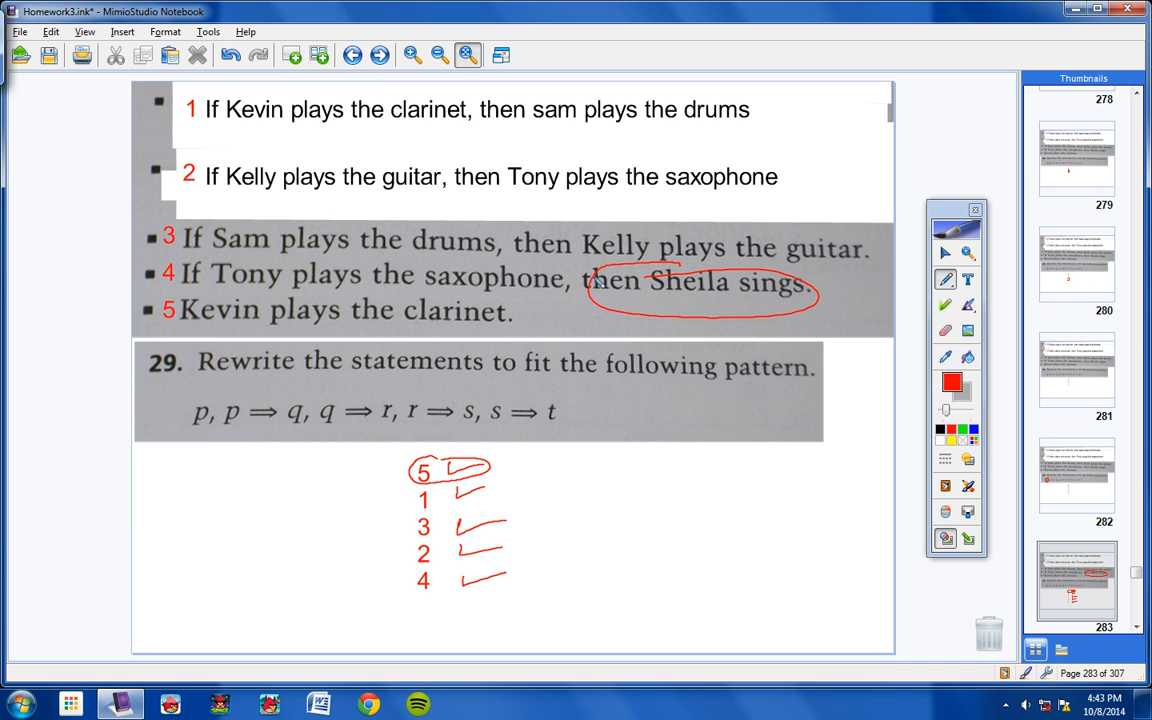 Homework3.ink* - MimioStudio Notebook
File Edit View Insert Format Tools Help
1 If Kevin plays the clarinet, then sam plays the drums
2 If Kelly plays the guitar, then Tony plays the saxophone
3 If Sam plays the drums, then Kelly plays the guitar.
4 If Tony plays the saxophone, then Sheila sings.
5 Kevin plays the clarinet.
29. Rewrite the statements to fit the following pattern.
p, p ⟹ q, q ⟹ r, r ⟹ s, s ⟹ t
5
1
3
2
4
Thumbnails
278
279
280
281
282
283
Page 283 of 307
4:43 PM
10/8/2014